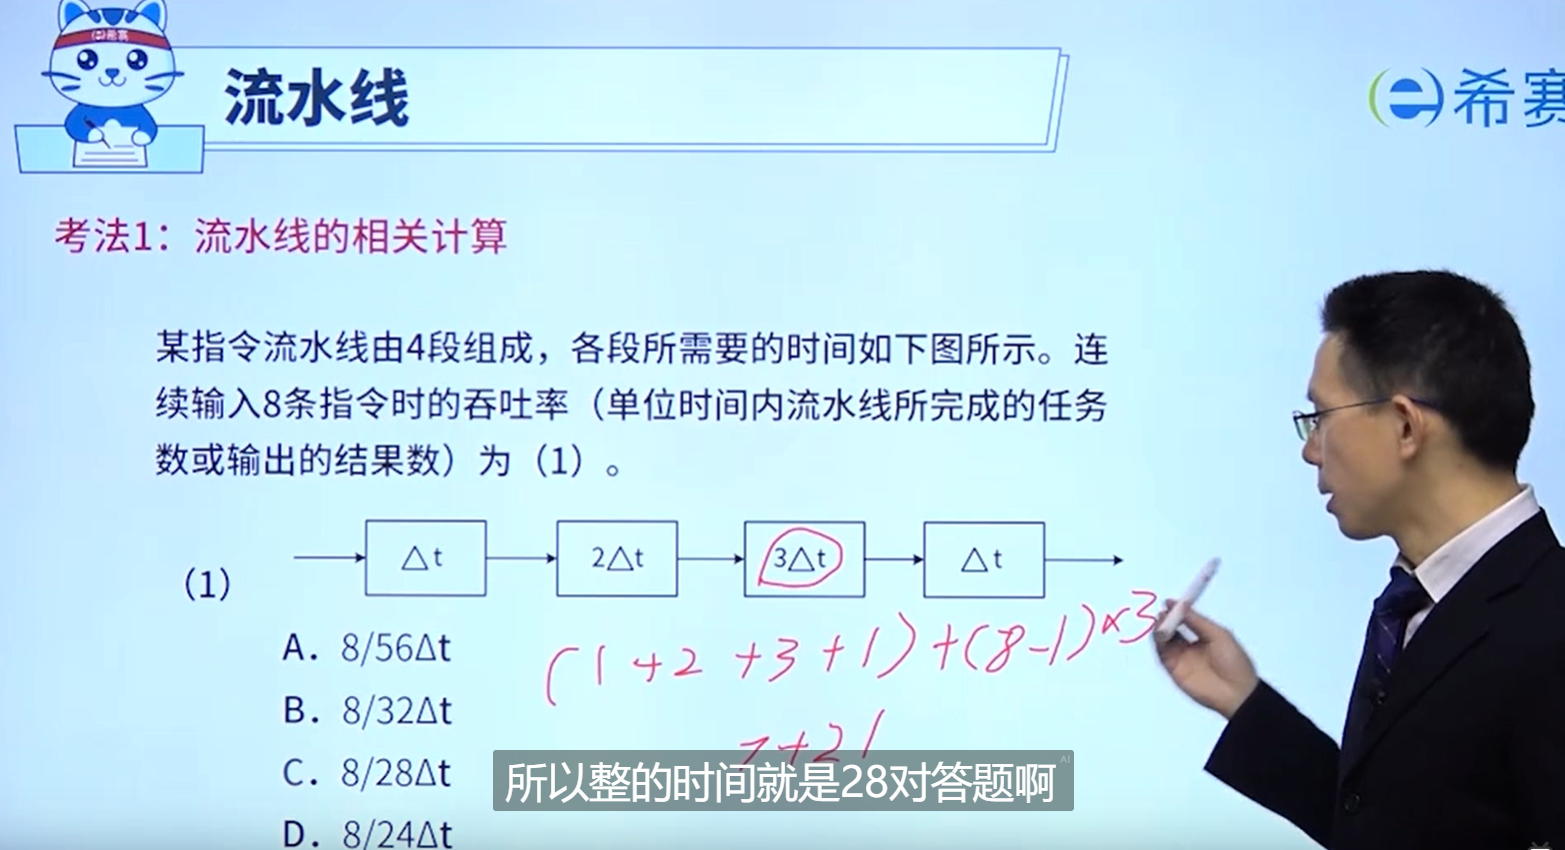 希赛
流水线
希赛
考法1：流水线的相关计算
某指令流水线由4段组成，各段所需要的时间如下图所示。连
续输入8条指令时的吞吐率（单位时间内流水线所完成的任务
数或输出的结果数）为（1）。
△t
2△t
3△t
△t
（1）
A．8/56Δt
(1+2+3+1)+(8-1)×3
B．8/32Δt
7+21
C．8/28Δt
所以整的时间就是28对答题啊
AI
D．8/24Δt